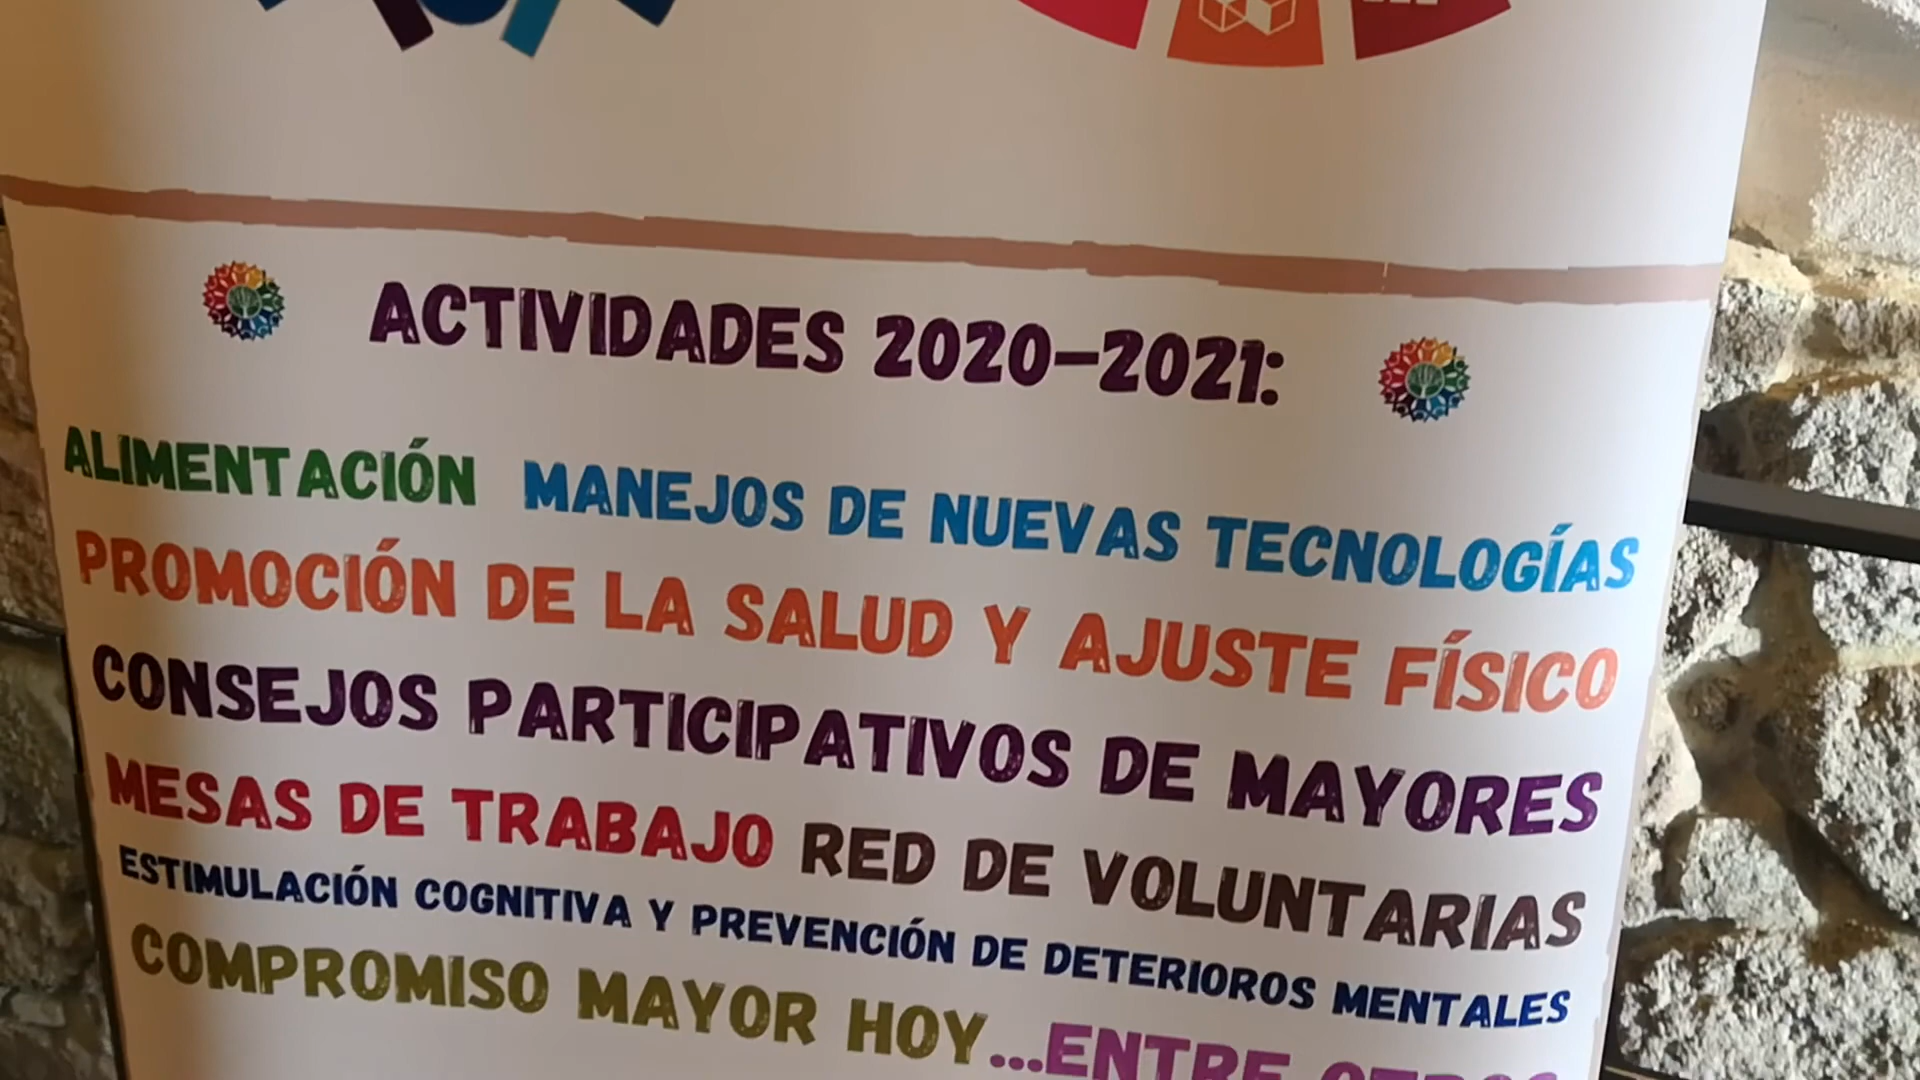 ACTIVIDADES 2020-2021:
ALIMENTACIÓN MANEJOS DE NUEVAS TECNOLOGÍAS
PROMOCIÓN DE LA SALUD Y AJUSTE FÍSICO
CONSEJOS PARTICIPATIVOS DE MAYORES
MESAS DE TRABAJO RED DE VOLUNTARIAS
ESTIMULACIÓN COGNITIVA Y PREVENCIÓN DE DETERIOROS MENTALES
COMPROMISO MAYOR HOY...ENTRE